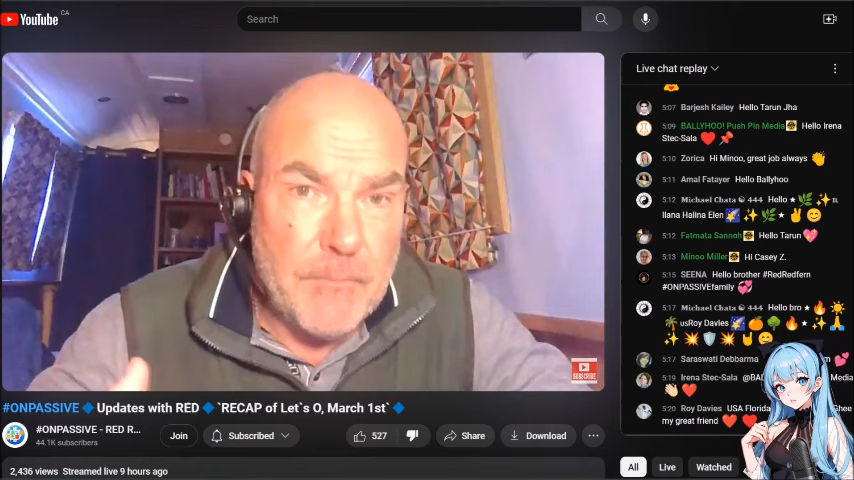 YouTube CA
Search
SUBSCRIBE
#ONPASSIVE 🔷Updates with RED🔷`RECAP of Let`s O, March 1st` 🔷
#ONPASSIVE - RED R...
44.1K subscribers
Join
Subscribed
527
Share
Download
2,436 views Streamed live 9 hours ago
Live chat replay
5:07 Barjesh Kailey Hello Tarun Jha
5:09 BALLYHOO! Push Pin Media Hello Irena
Stec-Sala ❤️ 📌
5:10 Zorica Hi Minoo, great job always 👏
5:11 Amal Fatayer Hello Ballyhoo
5:12 Michael Chata ☯ 444 Hello ★ 🌿 ✨ n
Ilana Halina Elen 🌠 ✨ 🌿 ★ ✌️ 😊
5:12 Fatmata Sannoh Hello Tarun 💖
5:13 Minoo Miller Hi Casey Z.
5:15 SEENA Hello brother #RedRedfern
#ONPASSIVEfamily 💞
5:17 Michael Chata ☯ 444 Hello bro ★ 🔥 ☀️
🌴 usRoy Davies 🌠 🍊 🌳 🔥 ★ ✨ 🙏
✨ 💥 🛡️ 💥 🤘 😊
5:17 Saraswati Debbarma 💕
5:19 Irena Stec-Sala Media
👋🏻 ❤️
5:20 Roy Davies USA Florida
my great friend ❤️ ❤️
All
Live
Watched